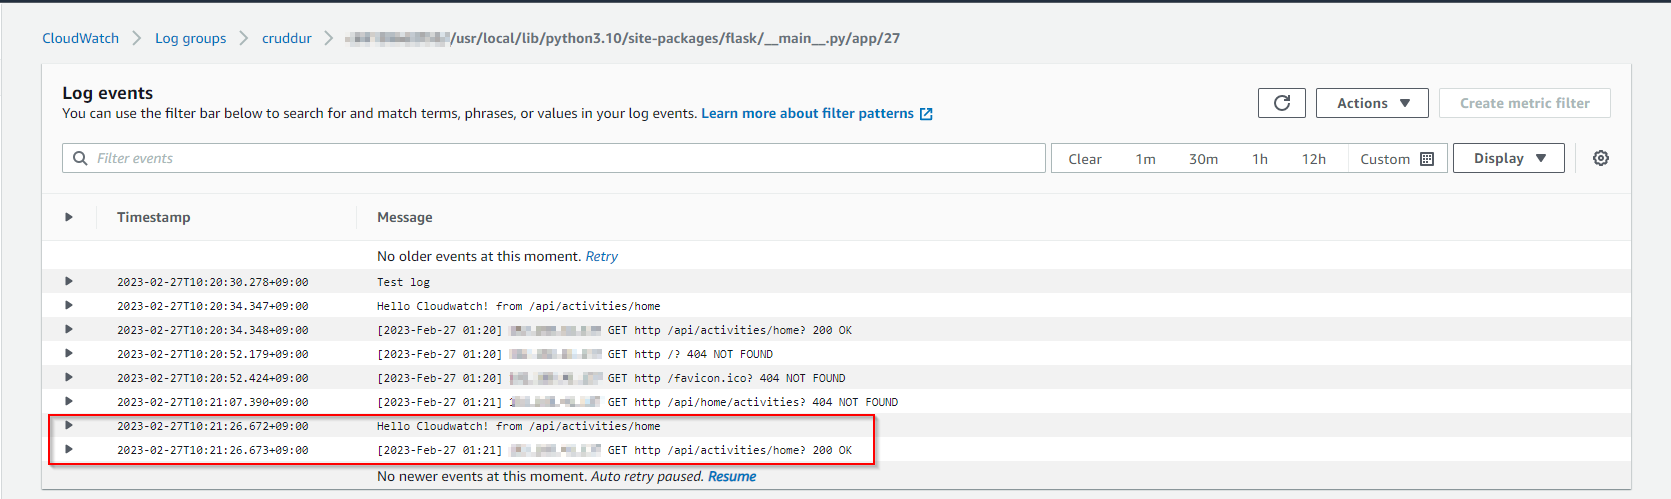 CloudWatch Log groups cruddur /usr/local/lib/python3.10/site-packages/flask/__main__.py/app/27
Log events
You can use the filter bar below to search for and match terms, phrases, or values in your log events. Learn more about filter patterns
Actions
Create metric filter
Filter events
Clear 1m 30m 1h 12h Custom
Display
Timestamp Message
No older events at this moment. Retry
2023-02-27T10:20:30.278+09:00 Test log
2023-02-27T10:20:34.347+09:00 Hello Cloudwatch! from /api/activities/home
2023-02-27T10:20:34.348+09:00 [2023-Feb-27 01:20] GET http /api/activities/home? 200 OK
2023-02-27T10:20:52.179+09:00 [2023-Feb-27 01:20] GET http /? 404 NOT FOUND
2023-02-27T10:20:52.424+09:00 [2023-Feb-27 01:20] GET http /favicon.ico? 404 NOT FOUND
2023-02-27T10:21:07.390+09:00 [2023-Feb-27 01:21] GET http /api/home/activities? 404 NOT FOUND
2023-02-27T10:21:26.672+09:00 Hello Cloudwatch! from /api/activities/home
2023-02-27T10:21:26.673+09:00 [2023-Feb-27 01:21] GET http /api/activities/home? 200 OK
No newer events at this moment. Auto retry paused. Resume